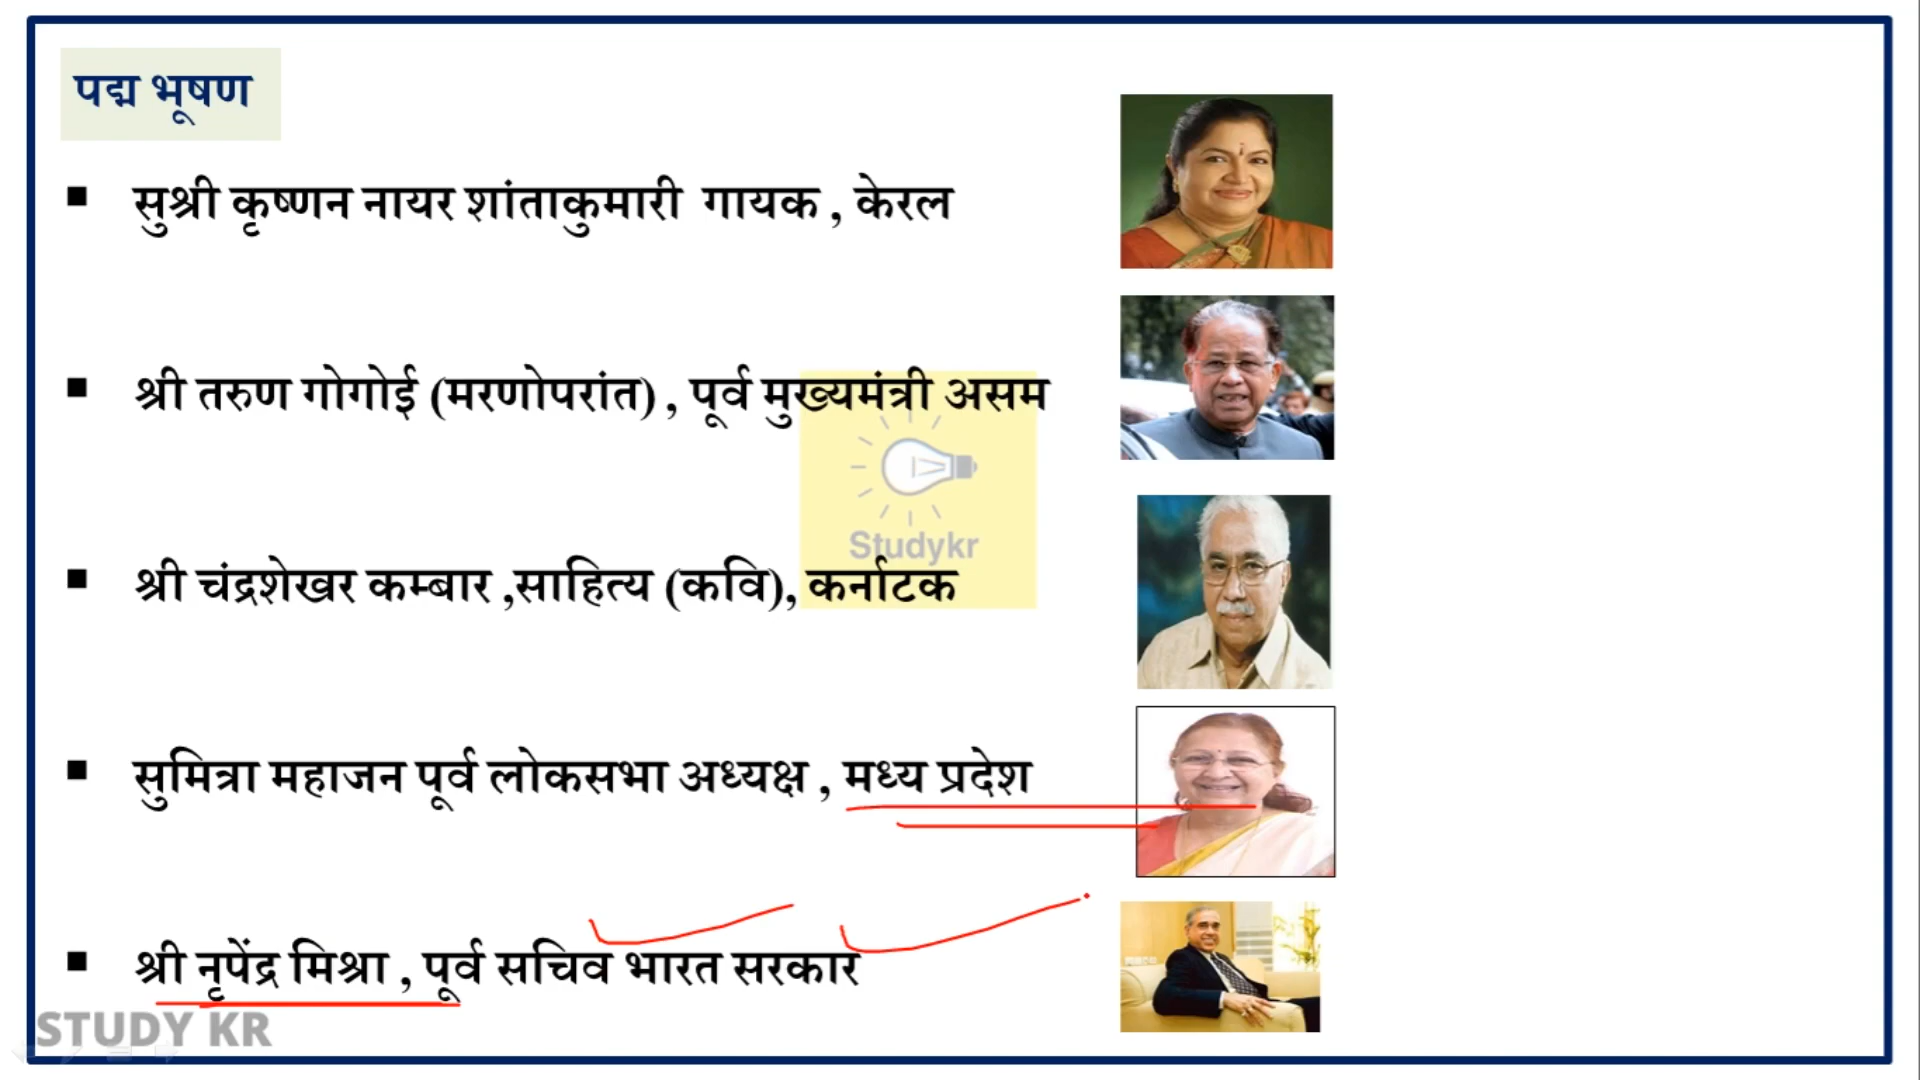 पद्म भूषण
सुश्री कृष्णन नायर शांताकुमारी गायक , केरल
श्री तरुण गोगोई (मरणोपरांत) , पूर्व मुख्यमंत्री असम
Studykr
श्री चंद्रशेखर कम्बार ,साहित्य (कवि), कर्नाटक
सुमित्रा महाजन पूर्व लोकसभा अध्यक्ष , मध्य प्रदेश
श्री नृपेंद्र मिश्रा , पूर्व सचिव भारत सरकार
STUDY KR